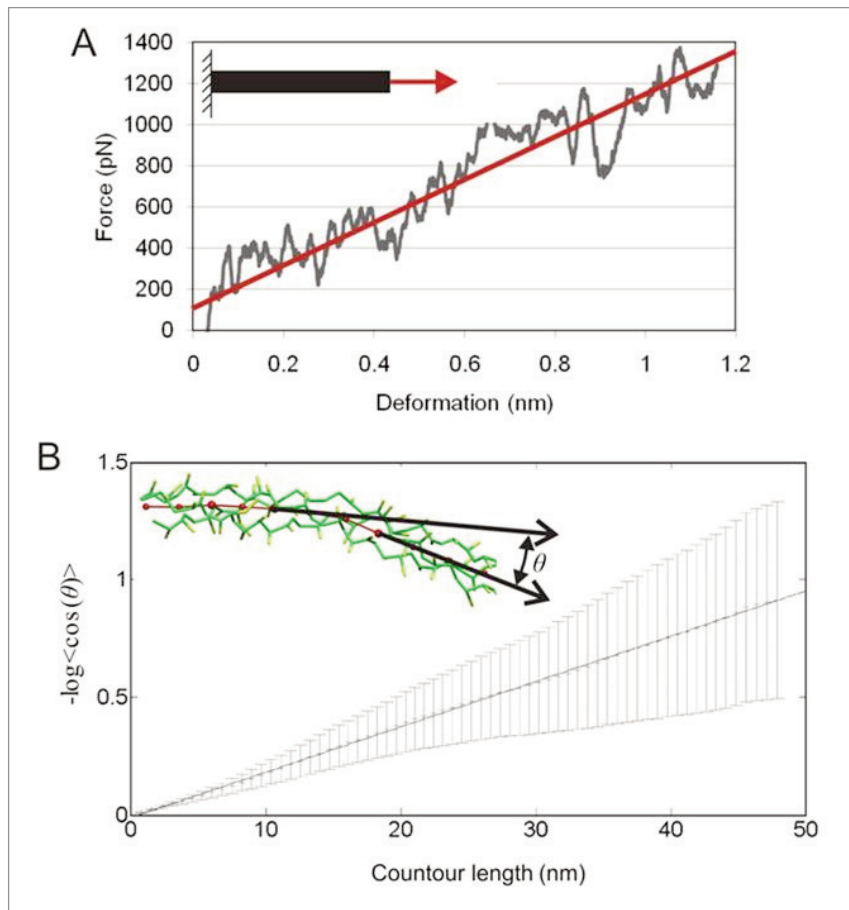 A
Force (pN)
1400
1200
1000
800
600
400
200
0
0 0.2 0.4 0.6 0.8 1 1.2
Deformation (nm)
B
-log<cos(θ)>
1.5
1
0.5
0
θ
0 10 20 30 40 50
Countour length (nm)